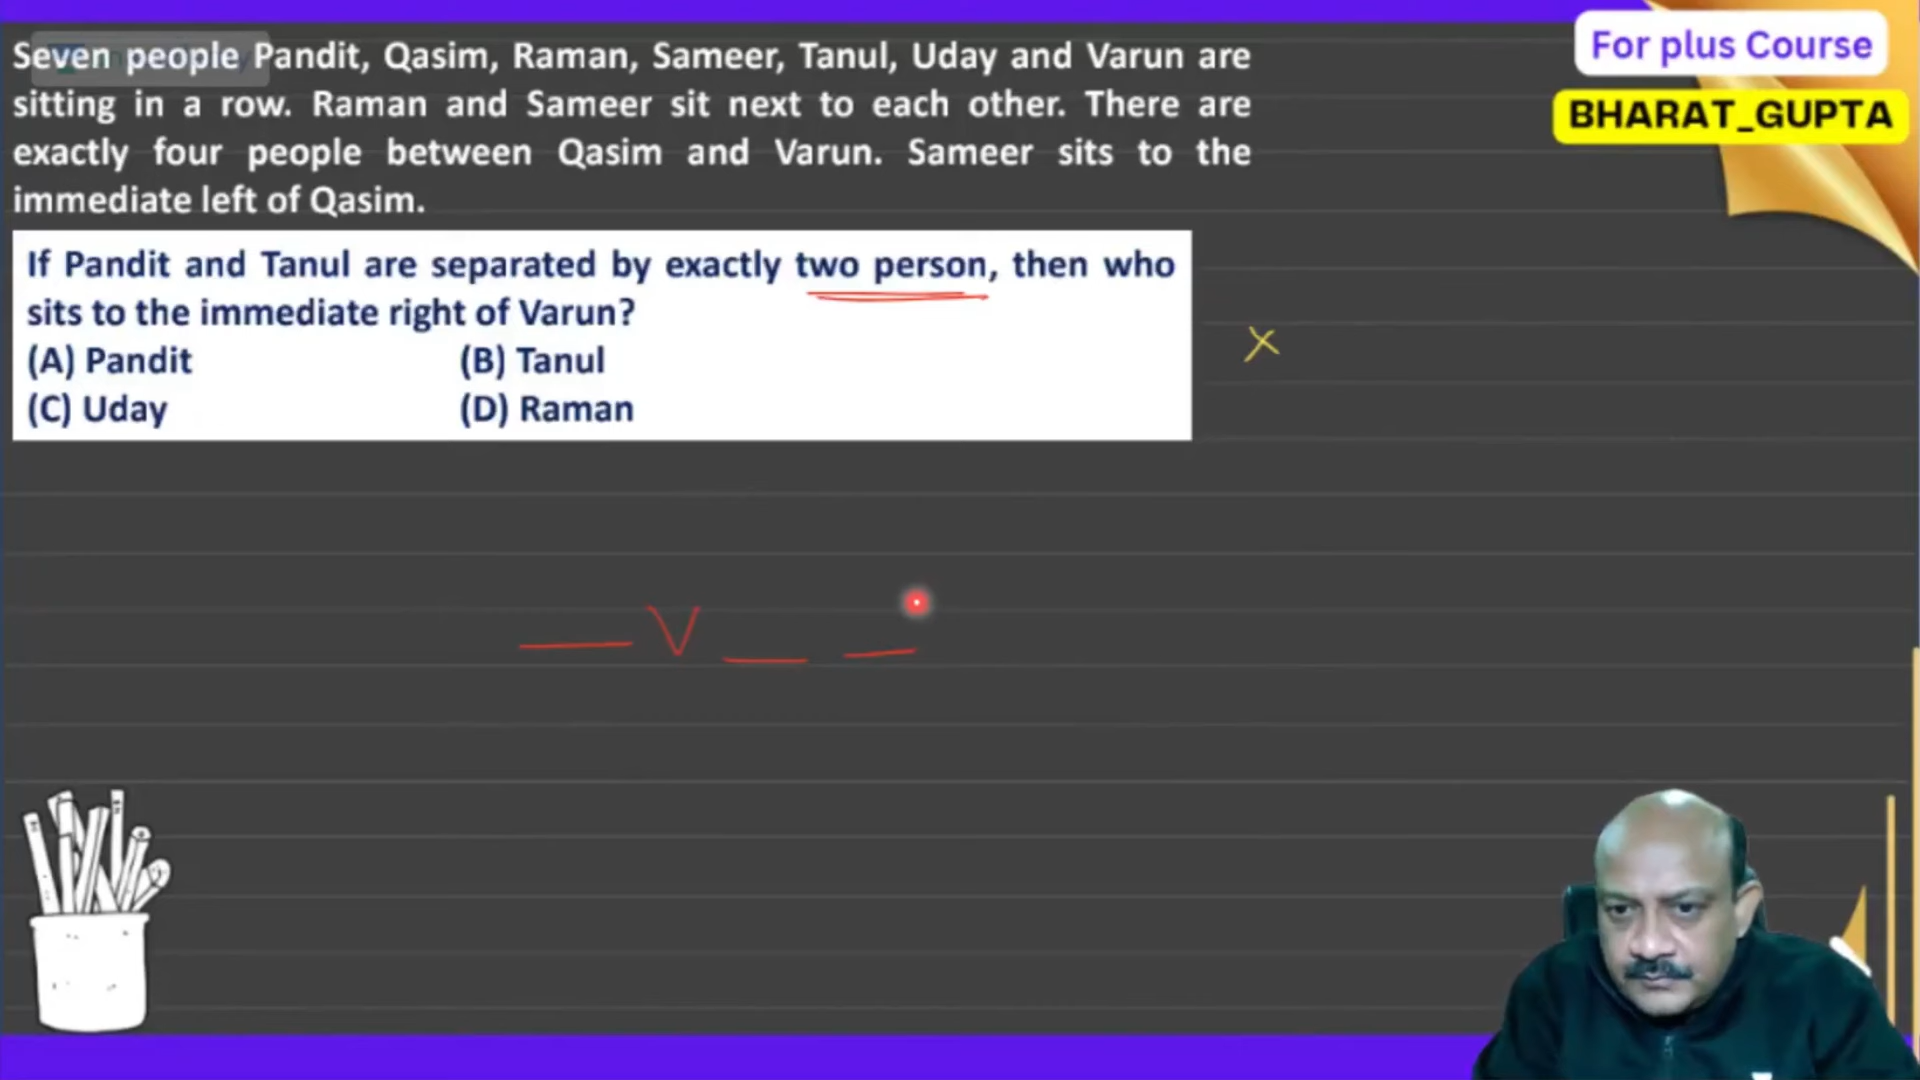 Seven people Pandit, Qasim, Raman, Sameer, Tanul, Uday and Varun are
sitting in a row. Raman and Sameer sit next to each other. There are
exactly four people between Qasim and Varun. Sameer sits to the
immediate left of Qasim.
If Pandit and Tanul are separated by exactly two person, then who
sits to the immediate right of Varun?
(A) Pandit (B) Tanul
(C) Uday (D) Raman
For plus Course
BHARAT_GUPTA
X
V